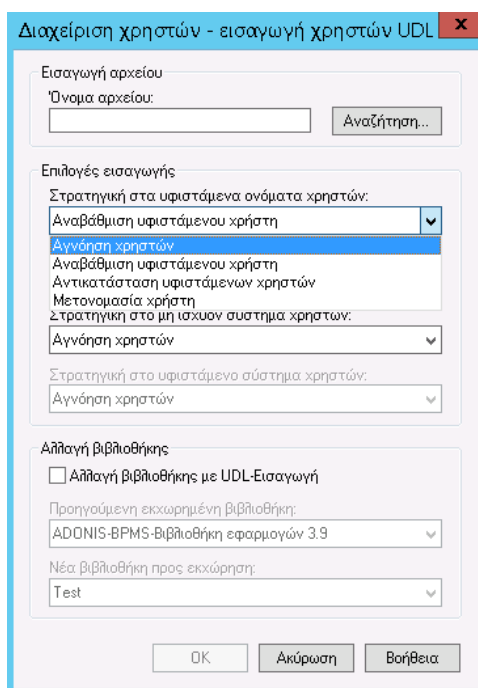 Διαχείριση χρηστών - εισαγωγή χρηστών UDL
x
Εισαγωγή αρχείου
Όνομα αρχείου:
Αναζήτηση...
Επιλογές εισαγωγής
Στρατηγική στα υφιστάμενα ονόματα χρηστών:
Αναβάθμιση υφιστάμενου χρήστη
Αγνόηση χρηστών
Αναβάθμιση υφιστάμενου χρήστη
Αντικατάσταση υφιστάμενων χρηστών
Μετονομασία χρήστη
Στρατηγική στο μη ισχύον σύστημα χρηστών:
Αγνόηση χρηστών
Στρατηγική στο υφιστάμενο σύστημα χρηστών:
Αγνόηση χρηστών
Αλλαγή βιβλιοθήκης
Αλλαγή βιβλιοθήκης με UDL-Εισαγωγή
Προηγούμενη εκχωρημένη βιβλιοθήκη:
ADONIS-BPMS-Βιβλιοθήκη εφαρμογών 3.9
Νέα βιβλιοθήκη προς εκχώρηση:
Test
OK Ακύρωση Βοήθεια